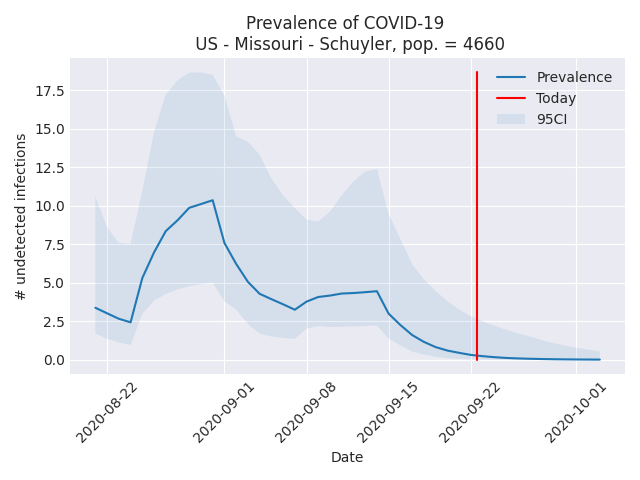 Prevalence of COVID-19
US - Missouri - Schuyler, pop. = 4660
# undetected infections
17.5
15.0
12.5
10.0
7.5
5.0
2.5
0.0
Prevalence
Today
95CI
2020-08-22
2020-09-01
2020-09-08
2020-09-15
2020-09-22
2020-10-01
Date